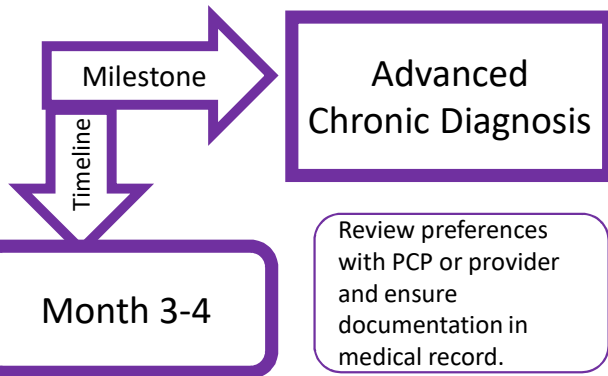 Milestone
Advanced
Chronic Diagnosis
Timeline
Month 3-4
Review preferences
with PCP or provider
and ensure
documentation in
medical record.